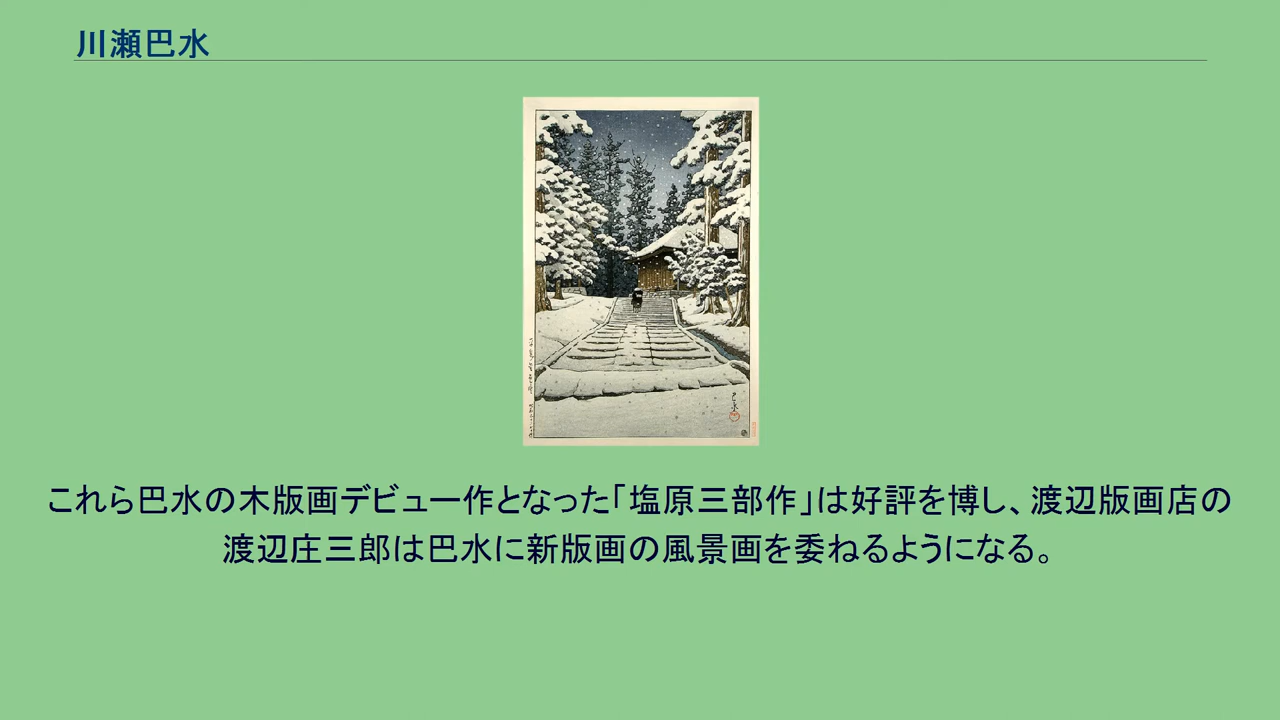 川瀬巴水
これら巴水の木版画デビュー作となった「塩原三部作」は好評を博し、渡辺版画店の
渡辺庄三郎は巴水に新版画の風景画を委ねるようになる。
巴水